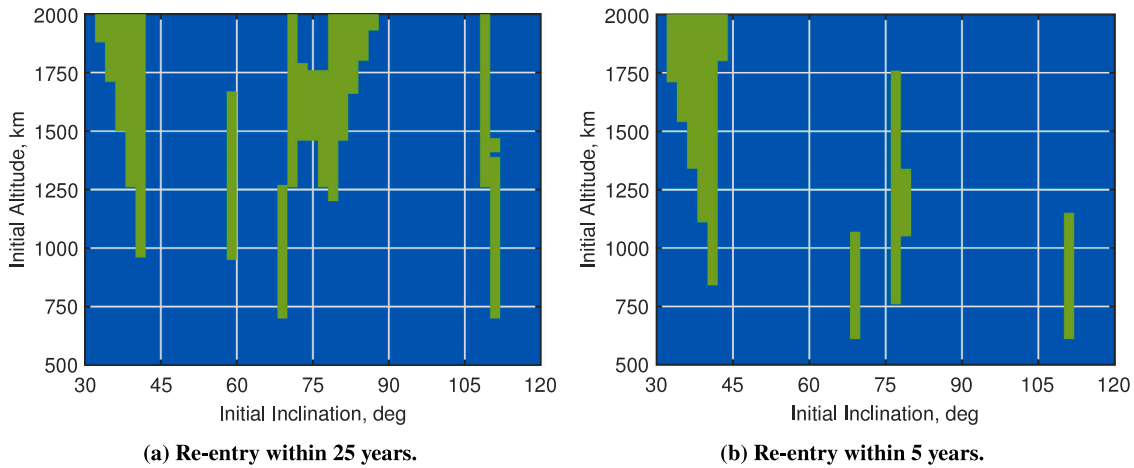 2000
1750
1500
1250
1000
750
500
Initial Altitude, km
30 45 60 75 90 105 120
Initial Inclination, deg
(a) Re-entry within 25 years.
2000
1750
1500
1250
1000
750
500
Initial Altitude, km
30 45 60 75 90 105 120
Initial Inclination, deg
(b) Re-entry within 5 years.